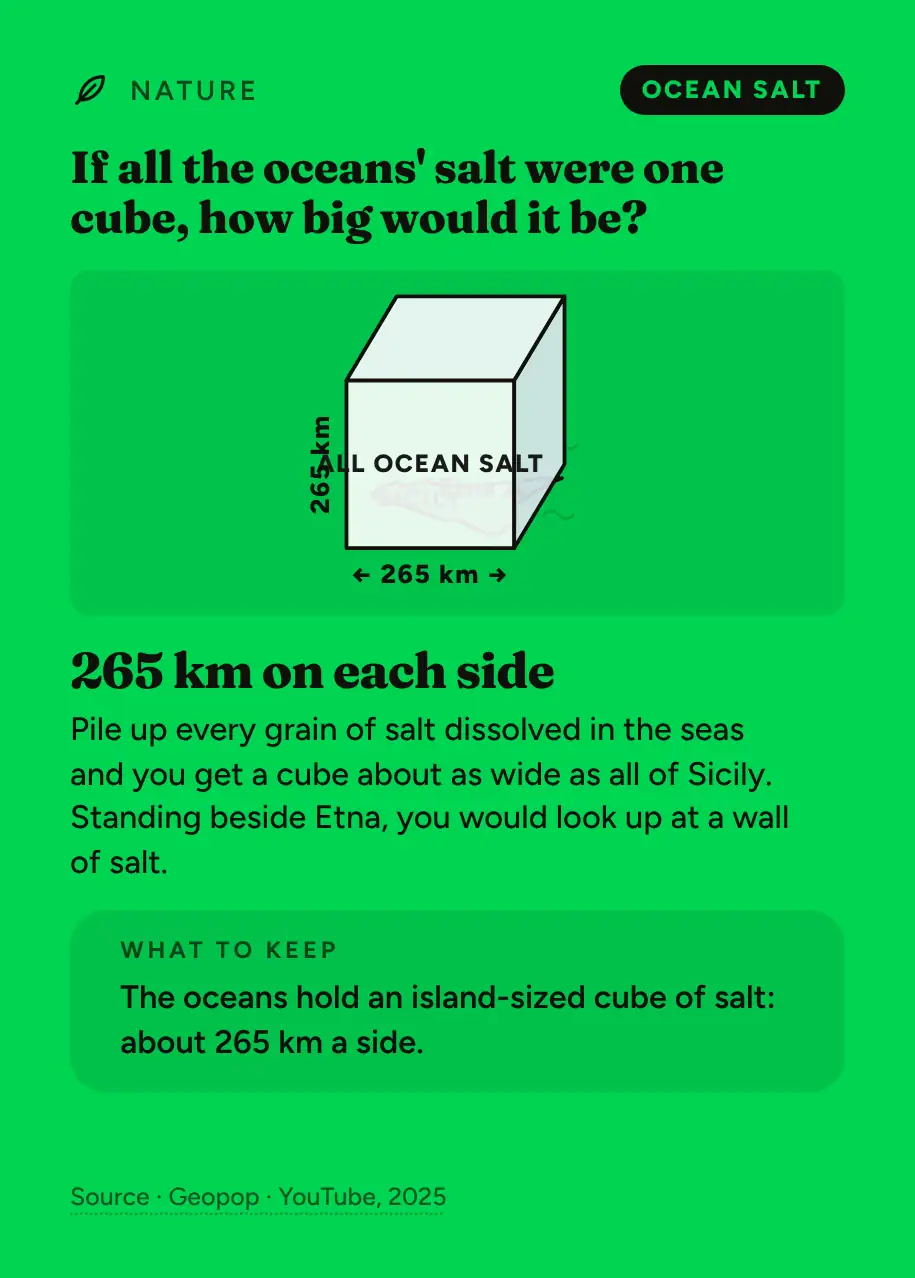 NATURE
OCEAN SALT
If all the oceans' salt were one
cube, how big would it be?
265 km
ALL OCEAN SALT
← 265 km →
265 km on each side
Pile up every grain of salt dissolved in the seas
and you get a cube about as wide as all of Sicily.
Standing beside Etna, you would look up at a wall
of salt.
WHAT TO KEEP
The oceans hold an island-sized cube of salt:
about 265 km a side.
Source · Geopop · YouTube, 2025